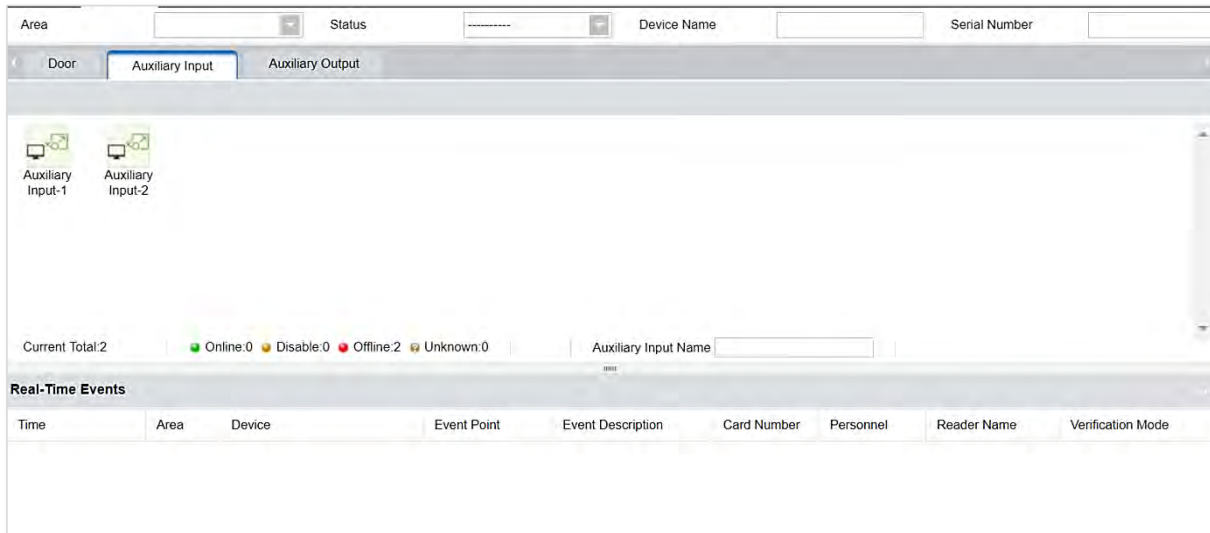 Area Status ---------- Device Name Serial Number
Door Auxiliary Input Auxiliary Output
Auxiliary Input-1 Auxiliary Input-2
Current Total:2 Online:0 Disable:0 Offline:2 Unknown:0 Auxiliary Input Name
Real-Time Events
Time Area Device Event Point Event Description Card Number Personnel Reader Name Verification Mode